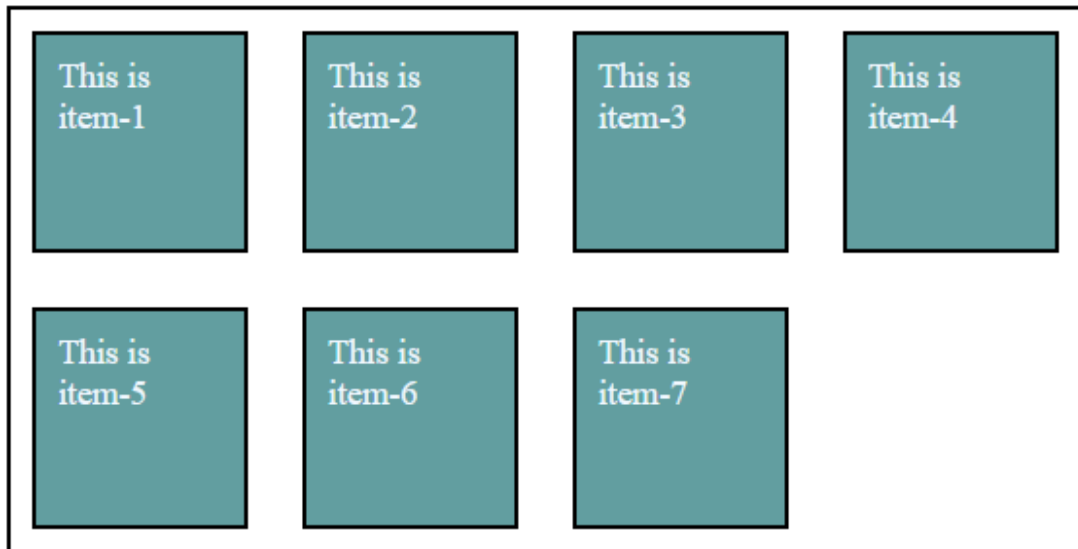 This is
item-1
This is
item-2
This is
item-3
This is
item-4
This is
item-5
This is
item-6
This is
item-7